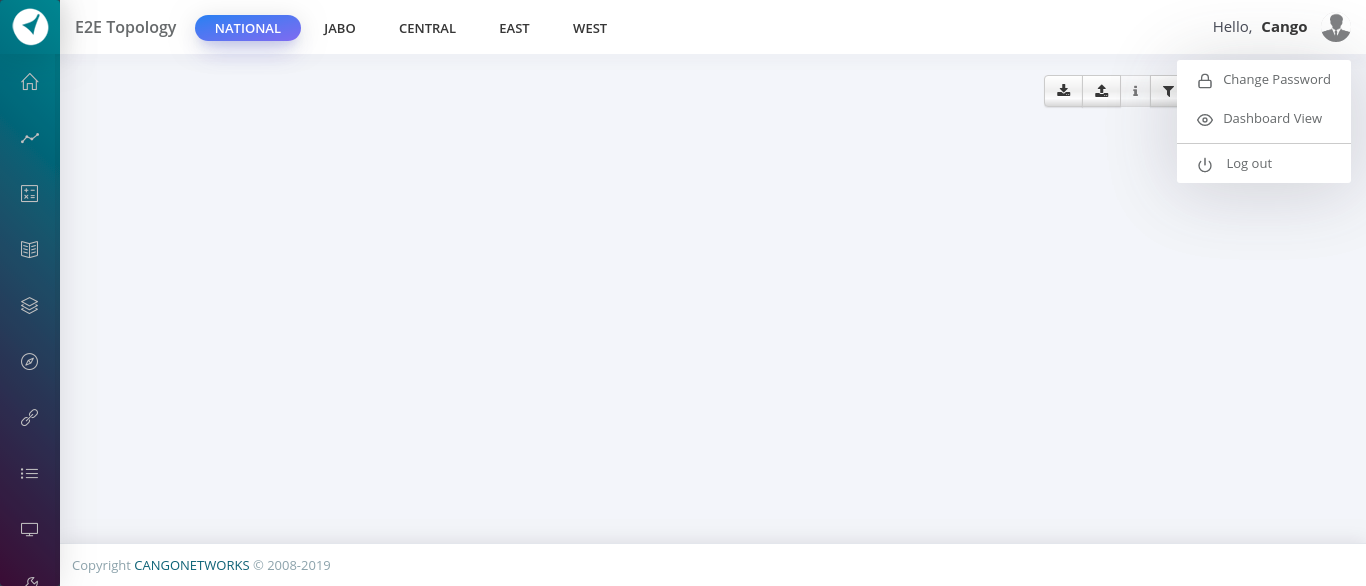 E2E Topology NATIONAL JABO CENTRAL EAST WEST Hello, Cango
Change Password
Dashboard View
Log out
Copyright CANGONETWORKS © 2008-2019